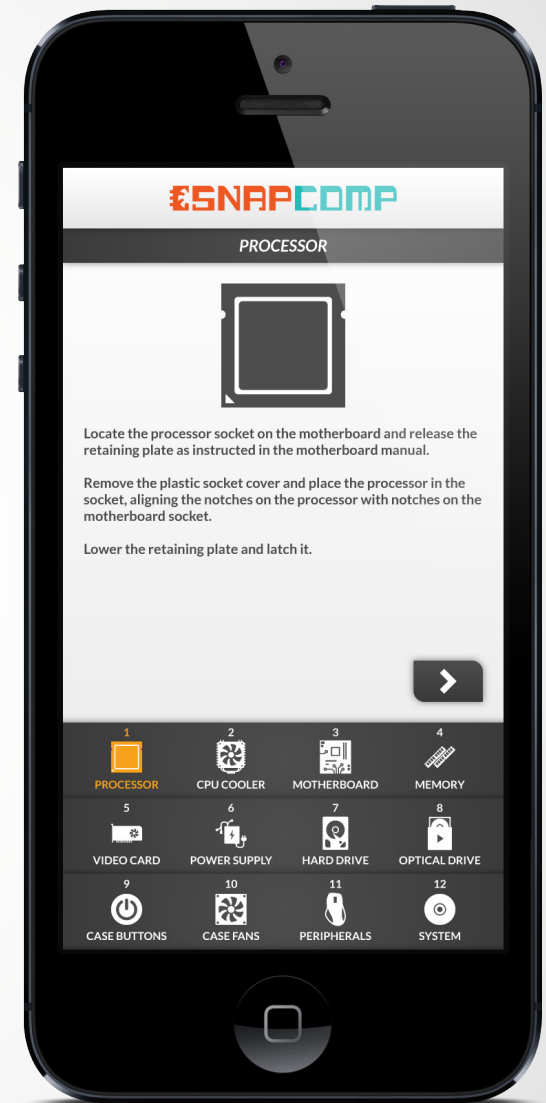 SNAPCOMP
PROCESSOR
Locate the processor socket on the motherboard and release the
retaining plate as instructed in the motherboard manual.
Remove the plastic socket cover and place the processor in the
socket, aligning the notches on the processor with notches on the
motherboard socket.
Lower the retaining plate and latch it.
1 2 3 4
PROCESSOR CPU COOLER MOTHERBOARD MEMORY
5 6 7 8
VIDEO CARD POWER SUPPLY HARD DRIVE OPTICAL DRIVE
9 10 11 12
CASE BUTTONS CASE FANS PERIPHERALS SYSTEM